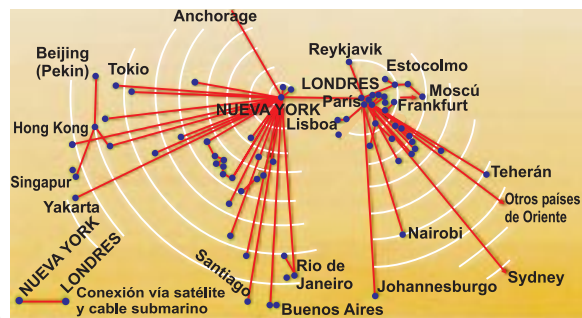 Anchorage
Reykjavik
Estocolmo
Beijing
(Pekin)
Tokio
LONDRES
Moscú
NUEVA YORK
París
Frankfurt
Lisboa
Hong Kong
Singapur
Teherán
Yakarta
Otros países
de Oriente
Nairobi
NUEVA YORK
LONDRES
Santiago
Rio de
Janeiro
Sydney
Johannesburgo
Conexión vía satélite
y cable submarino
Buenos Aires